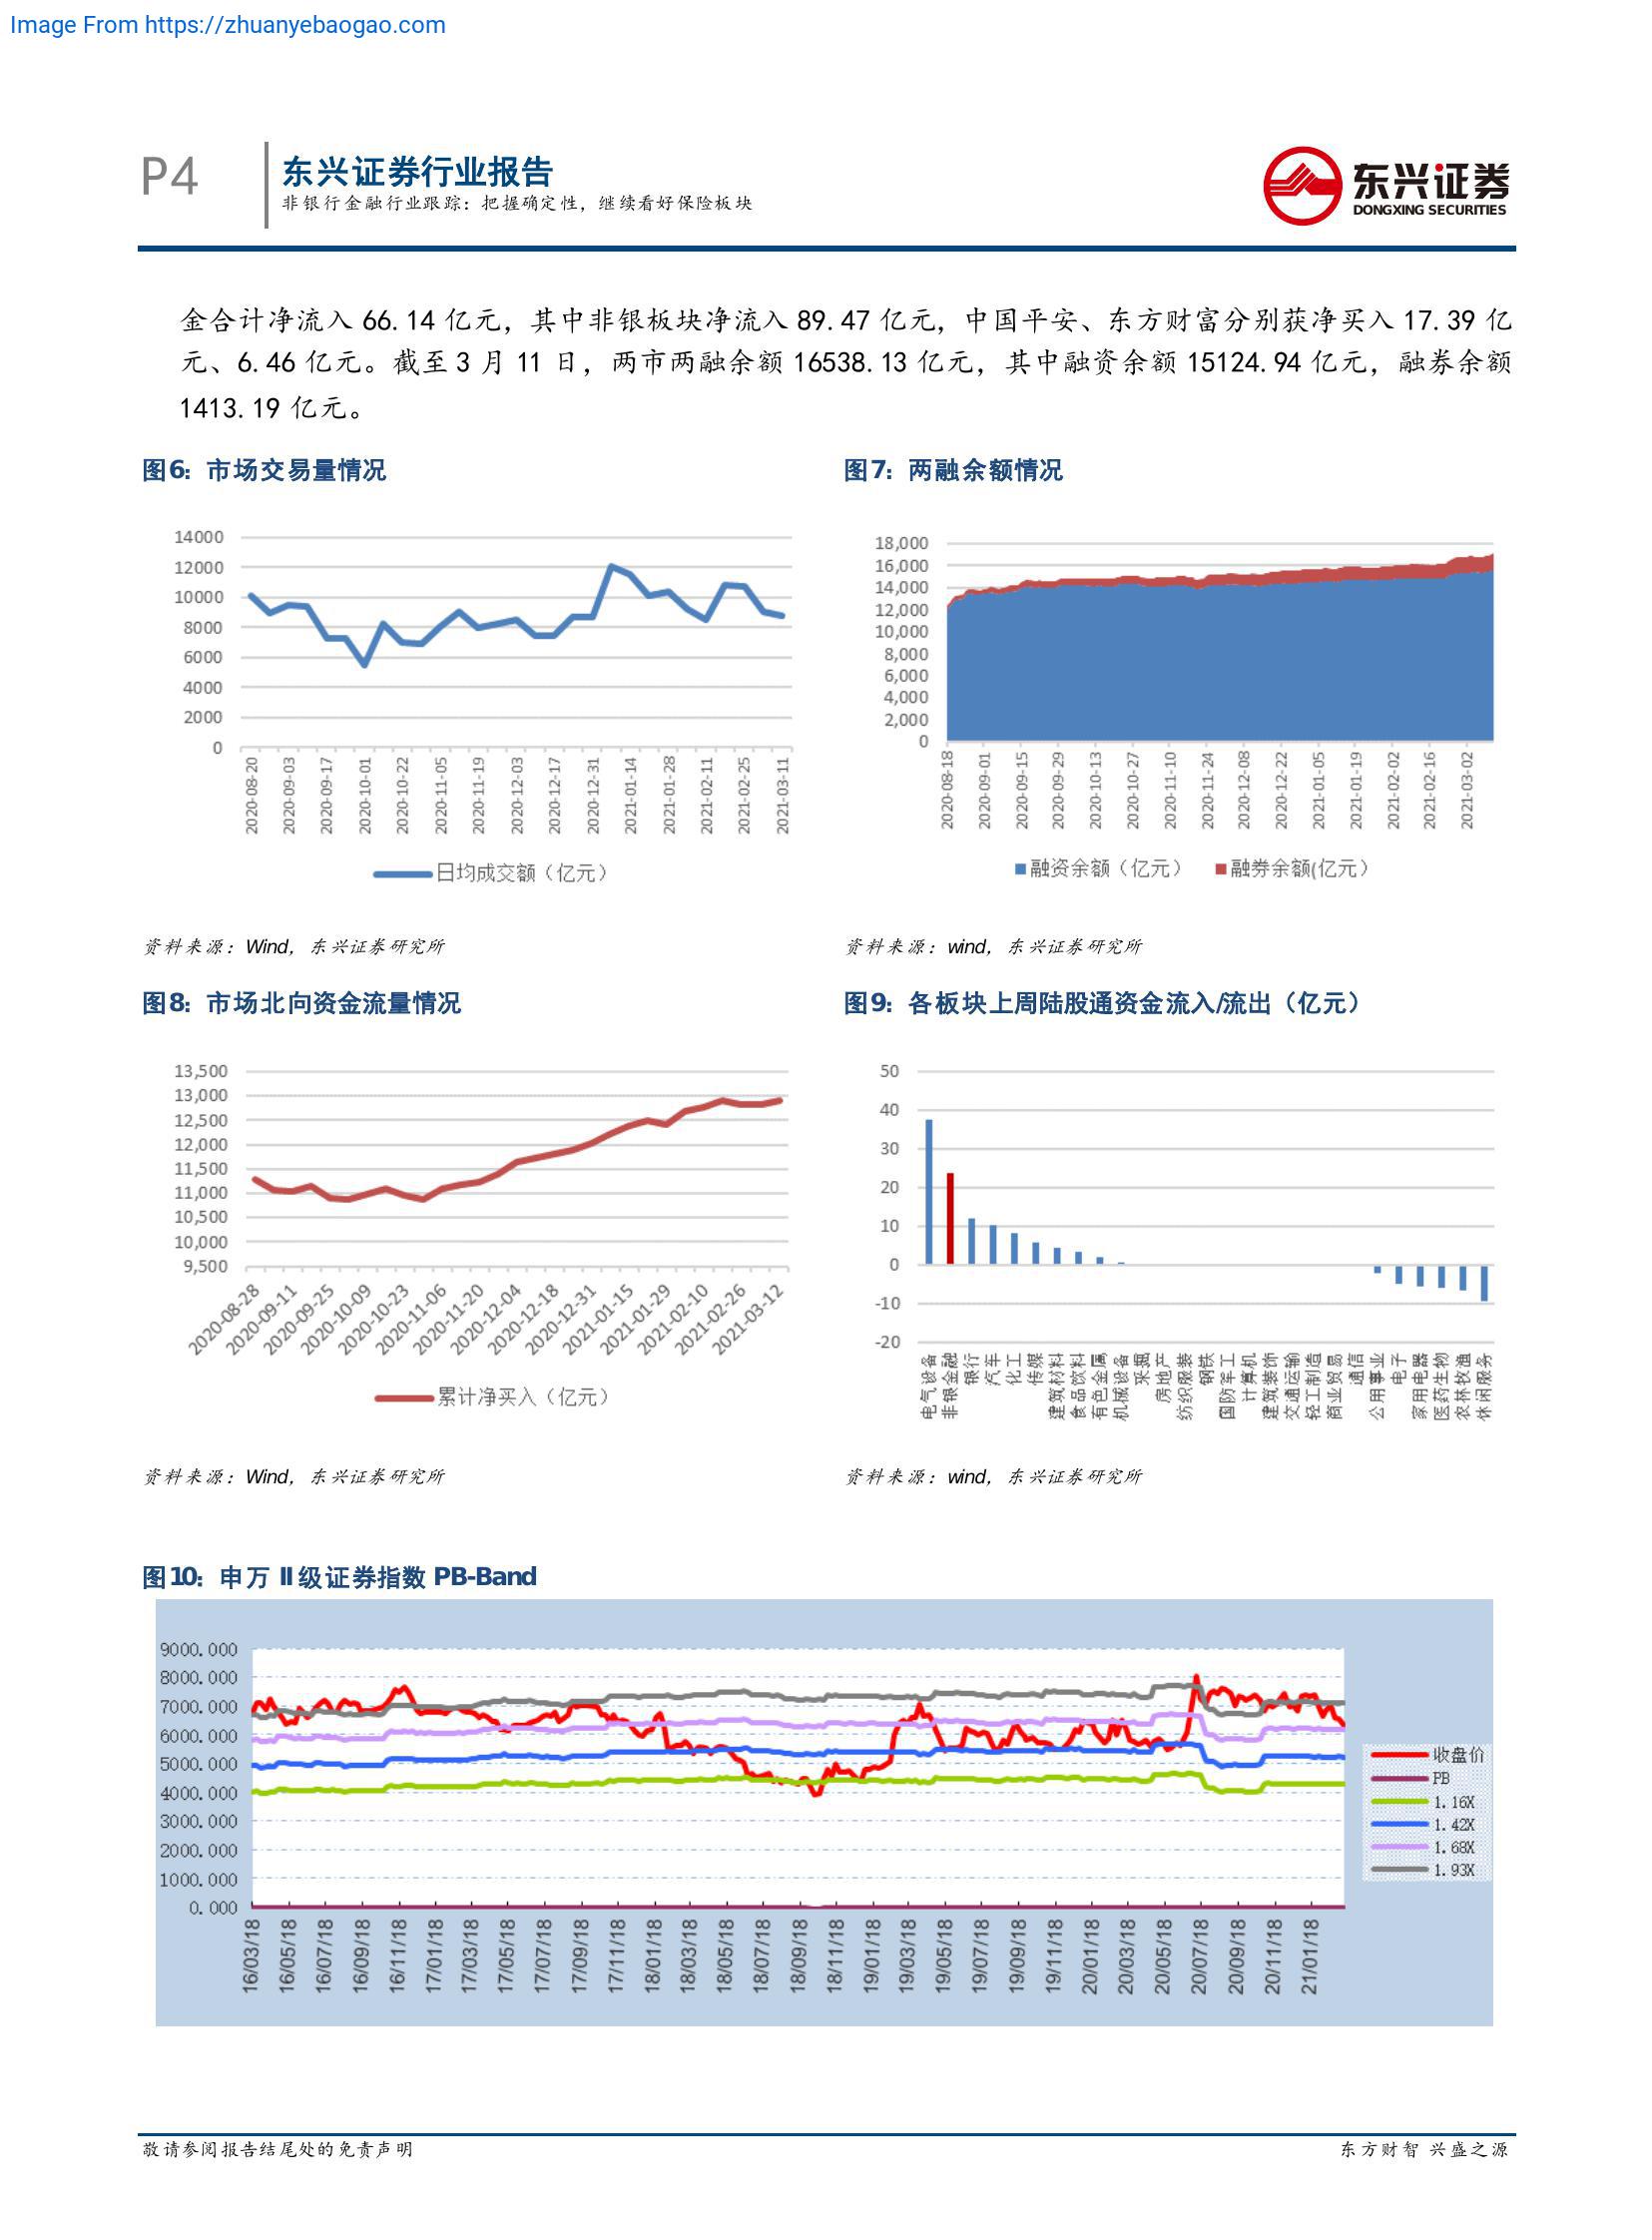 Image From https://zhuanyebaogao.com
P4
东兴证券行业报告
非银行金融行业跟踪：把握确定性，继续看好保险板块
东兴证券
DONGXING SECURITIES
金合计净流入 66.14 亿元，其中非银板块净流入 89.47 亿元，中国平安、东方财富分别获净买入 17.39 亿
元、6.46 亿元。截至 3 月 11 日，两市两融余额 16538.13 亿元，其中融资余额 15124.94 亿元，融券余额
1413.19 亿元。
图6：市场交易量情况
14000
12000
10000
8000
6000
4000
2000
0
2020-08-20
2020-09-03
2020-09-17
2020-10-01
2020-10-22
2020-11-05
2020-11-19
2020-12-03
2020-12-17
2020-12-31
2021-01-14
2021-01-28
2021-02-11
2021-02-25
2021-03-11
日均成交额（亿元）
资料来源：Wind，东兴证券研究所
图7：两融余额情况
18,000
16,000
14,000
12,000
10,000
8,000
6,000
4,000
2,000
0
2020-08-18
2020-09-01
2020-09-15
2020-09-29
2020-10-13
2020-10-27
2020-11-10
2020-11-24
2020-12-08
2020-12-22
2021-01-05
2021-01-19
2021-02-02
2021-02-16
2021-03-02
融资余额（亿元） 融券余额(亿元）
资料来源：wind，东兴证券研究所
图8：市场北向资金流量情况
13,500
13,000
12,500
12,000
11,500
11,000
10,500
10,000
9,500
2020-08-28
2020-09-11
2020-09-25
2020-10-09
2020-10-23
2020-11-06
2020-11-20
2020-12-04
2020-12-18
2020-12-31
2021-01-15
2021-01-29
2021-02-10
2021-02-26
2021-03-12
累计净买入（亿元）
资料来源：Wind，东兴证券研究所
图9：各板块上周陆股通资金流入/流出（亿元）
50
40
30
20
10
0
-10
-20
电气设备
非银金融
银行
汽车
化工
传媒
建筑材料
食品饮料
有色金属
机械设备
采掘
房地产
纺织服装
钢铁
国防军工
计算机
建筑装饰
交通运输
轻工制造
商业贸易
通信
公用事业
电子
家用电器
医药生物
农林牧渔
休闲服务
资料来源：wind，东兴证券研究所
图10：申万 II 级证券指数 PB-Band
9000.000
8000.000
7000.000
6000.000
5000.000
4000.000
3000.000
2000.000
1000.000
0.000
16/03/18
16/05/18
16/07/18
16/09/18
16/11/18
17/01/18
17/03/18
17/05/18
17/07/18
17/09/18
17/11/18
18/01/18
18/03/18
18/05/18
18/07/18
18/09/18
18/11/18
19/01/18
19/03/18
19/05/18
19/07/18
19/09/18
19/11/18
20/01/18
20/03/18
20/05/18
20/07/18
20/09/18
20/11/18
21/01/18
收盘价
PB
1.16X
1.42X
1.68X
1.93X
敬请参阅报告结尾处的免责声明
东方财智 兴盛之源